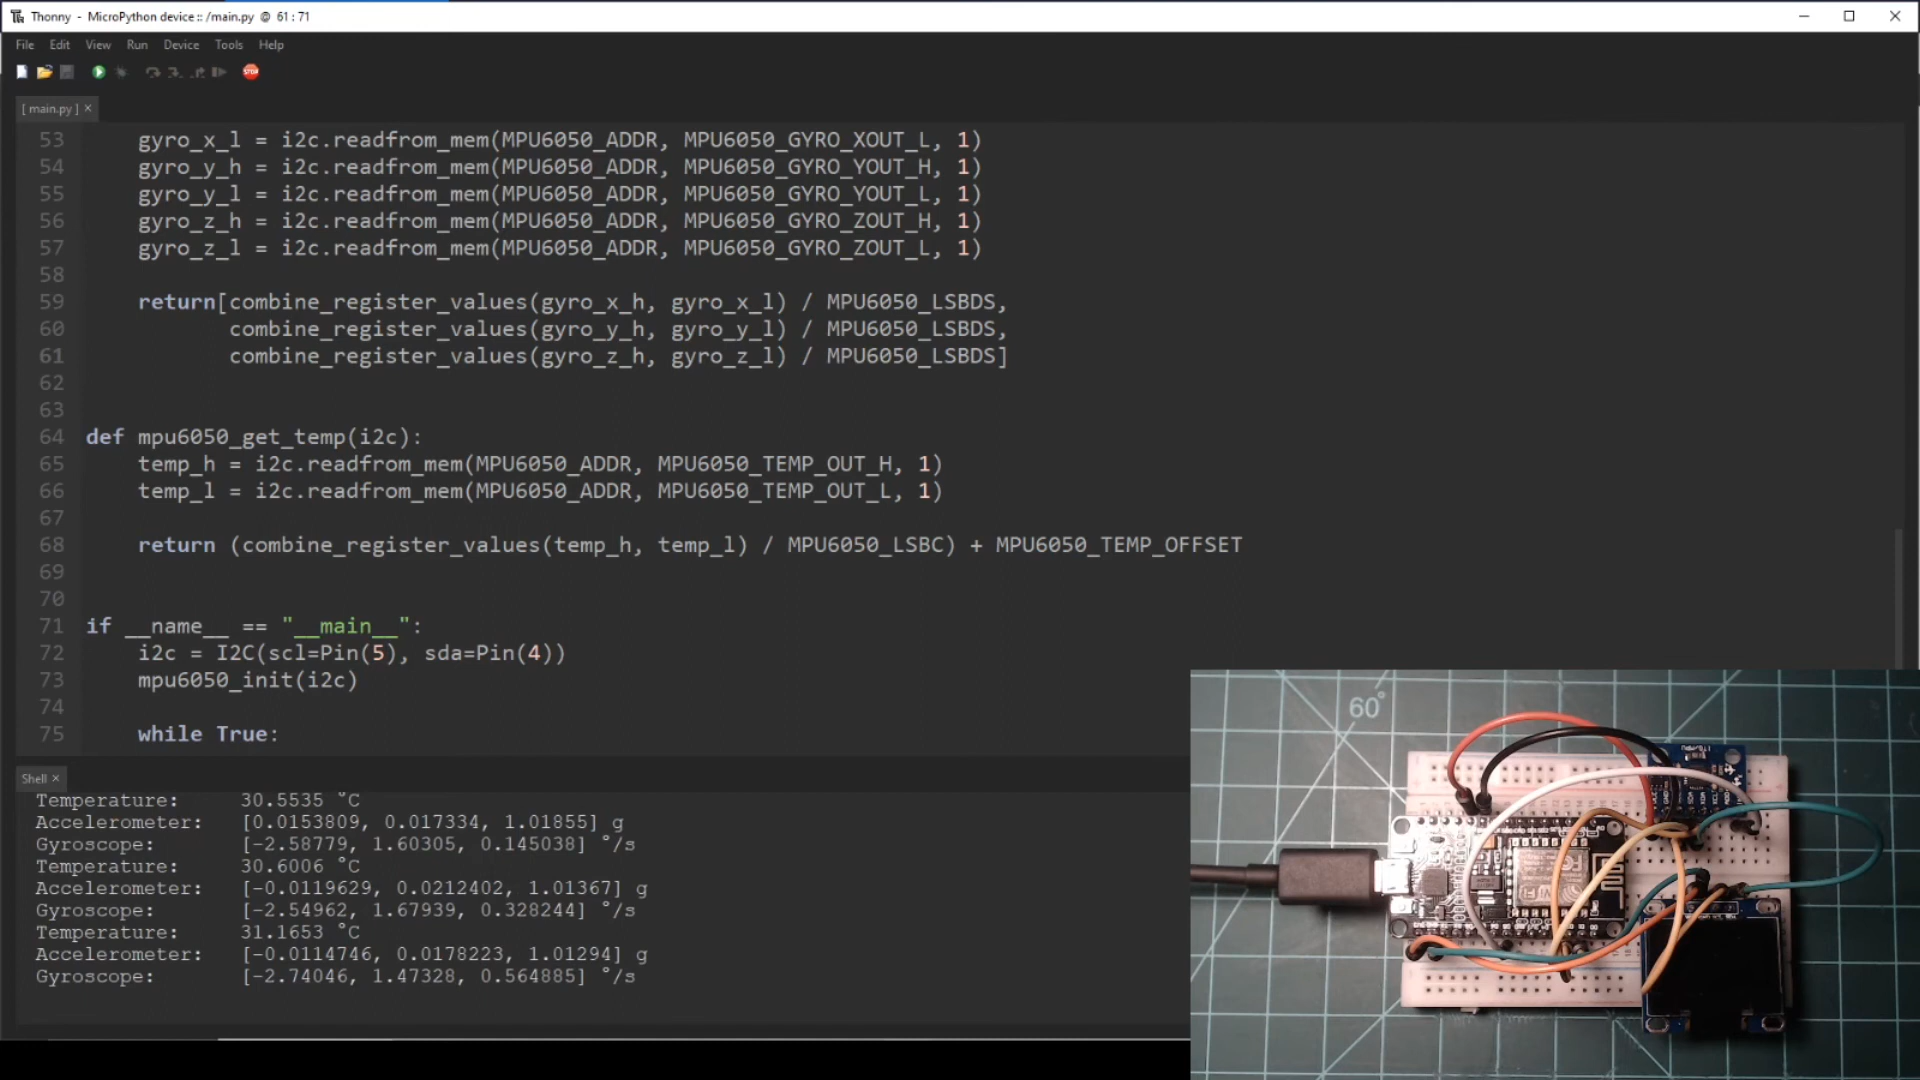 Thonny - MicroPython device :: /main.py @ 61 : 71
File Edit View Run Device Tools Help
STOP
[ main.py ] ×
53 gyro_x_l = i2c.readfrom_mem(MPU6050_ADDR, MPU6050_GYRO_XOUT_L, 1)
54 gyro_y_h = i2c.readfrom_mem(MPU6050_ADDR, MPU6050_GYRO_YOUT_H, 1)
55 gyro_y_l = i2c.readfrom_mem(MPU6050_ADDR, MPU6050_GYRO_YOUT_L, 1)
56 gyro_z_h = i2c.readfrom_mem(MPU6050_ADDR, MPU6050_GYRO_ZOUT_H, 1)
57 gyro_z_l = i2c.readfrom_mem(MPU6050_ADDR, MPU6050_GYRO_ZOUT_L, 1)
58
59 return[combine_register_values(gyro_x_h, gyro_x_l) / MPU6050_LSBDS,
60 combine_register_values(gyro_y_h, gyro_y_l) / MPU6050_LSBDS,
61 combine_register_values(gyro_z_h, gyro_z_l) / MPU6050_LSBDS]
62
63
64 def mpu6050_get_temp(i2c):
65 temp_h = i2c.readfrom_mem(MPU6050_ADDR, MPU6050_TEMP_OUT_H, 1)
66 temp_l = i2c.readfrom_mem(MPU6050_ADDR, MPU6050_TEMP_OUT_L, 1)
67
68 return (combine_register_values(temp_h, temp_l) / MPU6050_LSBC) + MPU6050_TEMP_OFFSET
69
70
71 if __name__ == "__main__":
72 i2c = I2C(scl=Pin(5), sda=Pin(4))
73 mpu6050_init(i2c)
74
75 while True:
Shell ×
Temperature: 30.5535 °C
Accelerometer: [0.0153809, 0.017334, 1.01855] g
Gyroscope: [-2.58779, 1.60305, 0.145038] °/s
Temperature: 30.6006 °C
Accelerometer: [-0.0119629, 0.0212402, 1.01367] g
Gyroscope: [-2.54962, 1.67939, 0.328244] °/s
Temperature: 31.1653 °C
Accelerometer: [-0.0114746, 0.0178223, 1.01294] g
Gyroscope: [-2.74046, 1.47328, 0.564885] °/s
60°